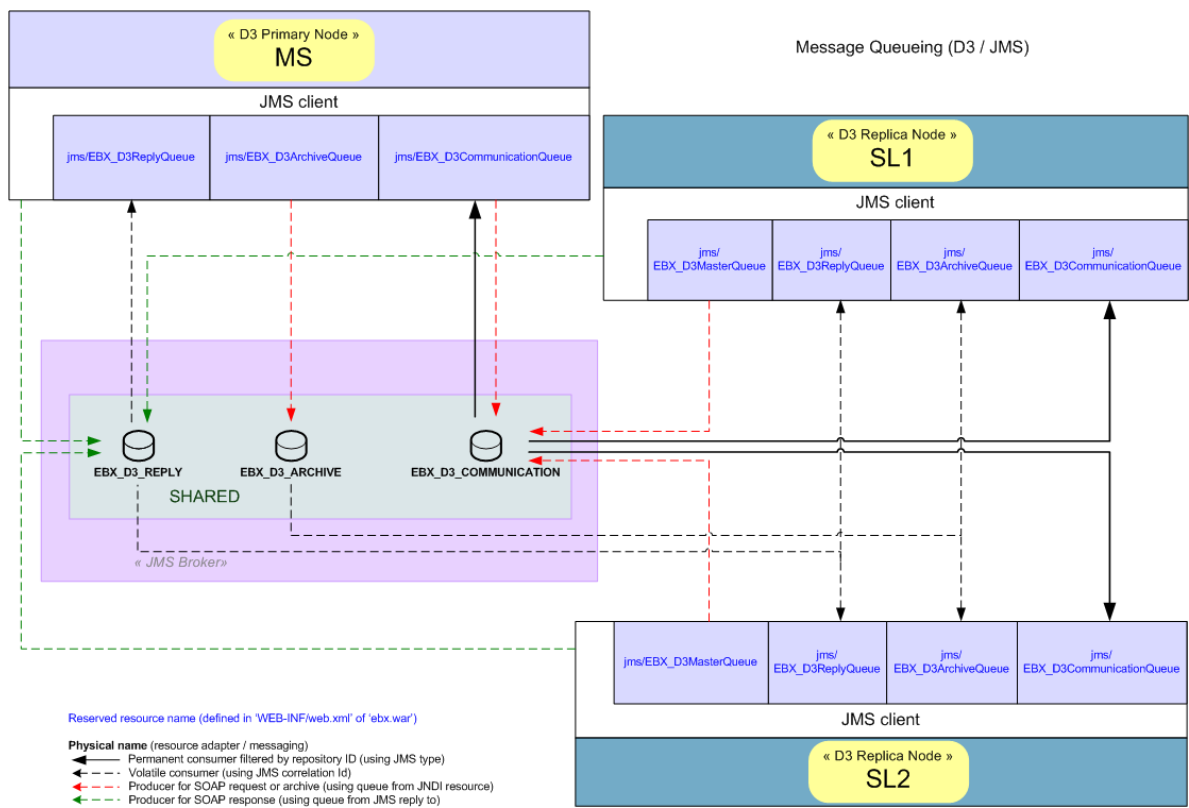 « D3 Primary Node »
MS
Message Queueing (D3 / JMS)
JMS client
jms/EBX_D3ReplyQueue
jms/EBX_D3ArchiveQueue
jms/EBX_D3CommunicationQueue
« D3 Replica Node »
SL1
JMS client
jms/
EBX_D3MasterQueue
jms/
EBX_D3ReplyQueue
jms/
EBX_D3ArchiveQueue
jms/
EBX_D3CommunicationQueue
EBX_D3_REPLY
EBX_D3_ARCHIVE
EBX_D3_COMMUNICATION
SHARED
« JMS Broker»
jms/EBX_D3MasterQueue
jms/
EBX_D3ReplyQueue
jms/
EBX_D3ArchiveQueue
jms/
EBX_D3CommunicationQueue
JMS client
« D3 Replica Node »
SL2
Reserved resource name (defined in 'WEB-INF/web.xml' of 'ebx.war')
Physical name (resource adapter / messaging)
Permanent consumer filtered by repository ID (using JMS type)
Volatile consumer (using JMS correlation Id)
Producer for SOAP request or archive (using queue from JNDI resource)
Producer for SOAP response (using queue from JMS reply to)